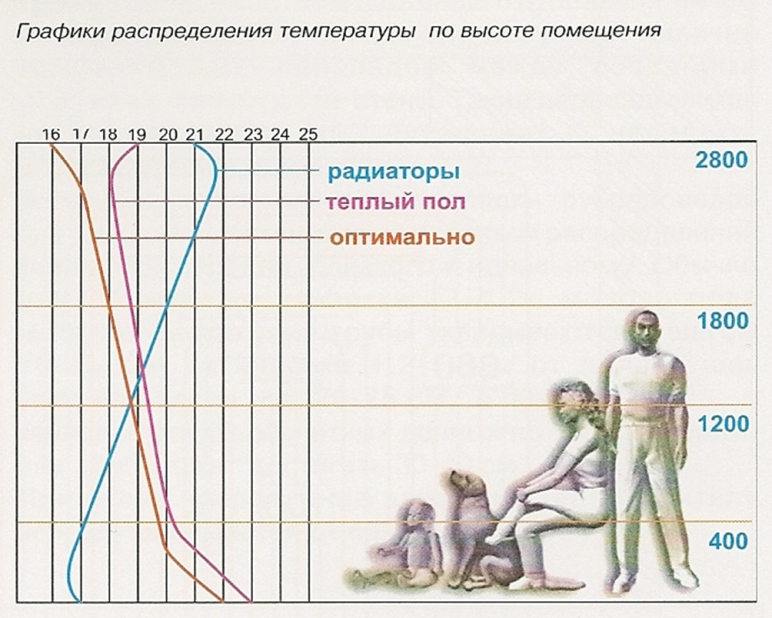 Графики распределения температуры по высоте помещения
16 17 18 19 20 21 22 23 24 25
2800
радиаторы
теплый пол
оптимально
1800
1200
400